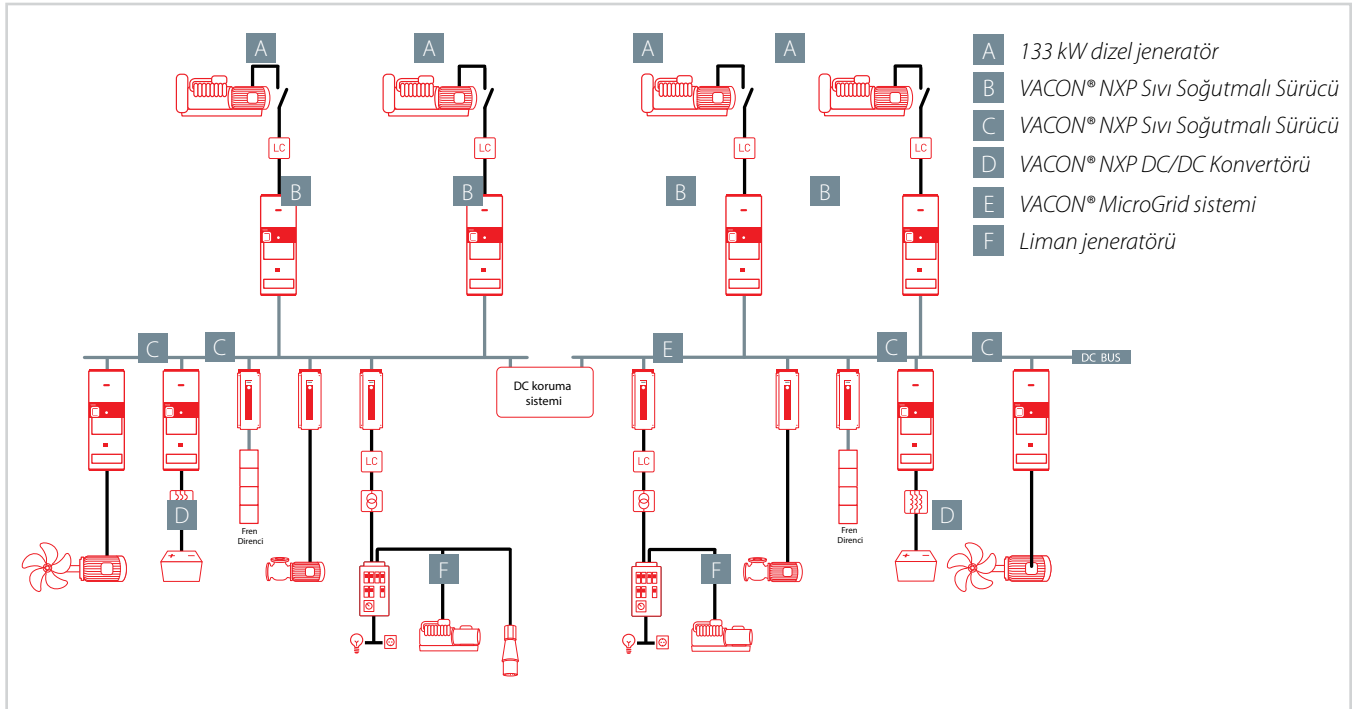 A
A
A
A
A 133 kW dizel jeneratör
B VACON® NXP Sıvı Soğutmalı Sürücü
C VACON® NXP Sıvı Soğutmalı Sürücü
D VACON® NXP DC/DC Konvertörü
E VACON® MicroGrid sistemi
F Liman jeneratörü
LC
LC
LC
LC
B
B
B
B
C
C
E
C
C
DC BUS
DC koruma
sistemi
LC
LC
D
D
Fren
Direnci
Fren
Direnci
F
F